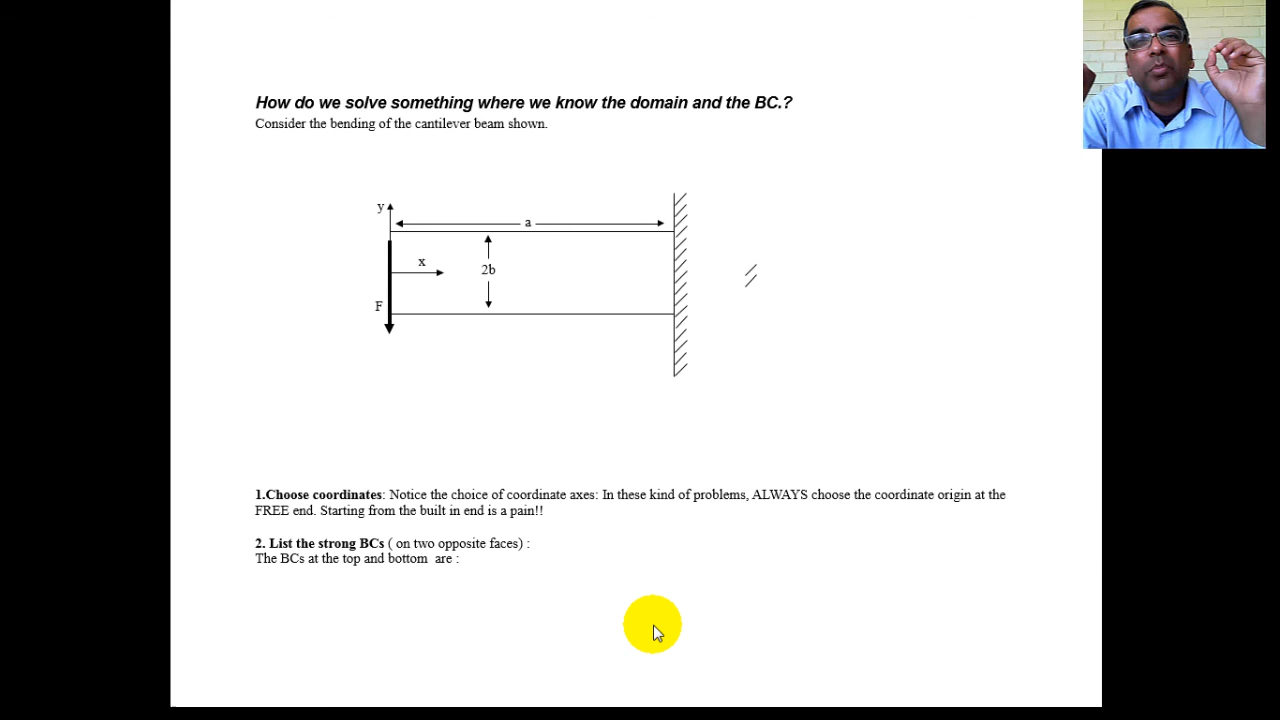 How do we solve something where we know the domain and the BC.?
Consider the bending of the cantilever beam shown.
y
a
x
2b
F
1.Choose coordinates: Notice the choice of coordinate axes: In these kind of problems, ALWAYS choose the coordinate origin at the
FREE end. Starting from the built in end is a pain!!
2. List the strong BCs ( on two opposite faces) :
The BCs at the top and bottom are :